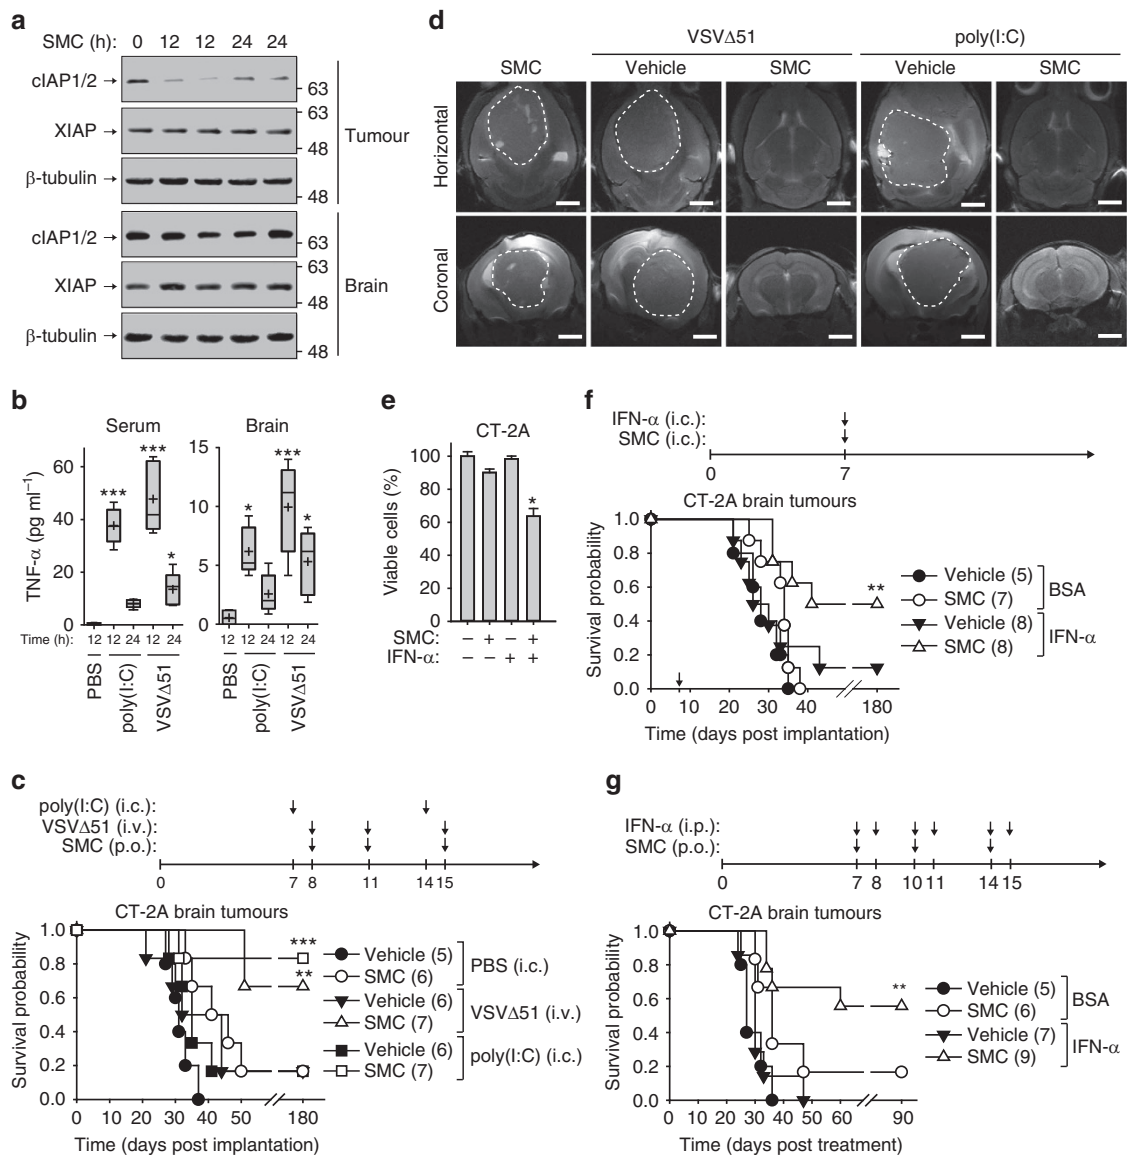 a
SMC (h): 0 12 12 24 24
cIAP1/2
63
63
XIAP
48
β-tubulin
48
Tumour
cIAP1/2
63
63
XIAP
48
β-tubulin
48
Brain
d
VSVΔ51 poly(I:C)
SMC Vehicle SMC Vehicle SMC
Horizontal
Coronal
b
Serum Brain
TNF-α (pg ml⁻¹)
60
40
20
0
15
10
5
0
*** *** *
* *** *
Time (h): 12 12 24 12 24 12 12 24 12 24
PBS poly(I:C) VSVΔ51 PBS poly(I:C) VSVΔ51
e
CT-2A
Viable cells (%)
100
80
60
40
20
0
*
SMC: – + – +
IFN-α: – – + +
f
IFN-α (i.c.):
SMC (i.c.):
0 7
CT-2A brain tumours
Survival probability
1.0
0.8
0.6
0.4
0.2
0.0
**
0 10 20 30 40 180
Time (days post implantation)
Vehicle (5)
SMC (7)
BSA
Vehicle (8)
SMC (8)
IFN-α
c
poly(I:C) (i.c.):
VSVΔ51 (i.v.):
SMC (p.o.):
0 7 8 11 14 15
CT-2A brain tumours
Survival probability
1.0
0.8
0.6
0.4
0.2
0.0
***
**
0 10 20 30 40 50 180
Time (days post implantation)
Vehicle (5)
SMC (6)
PBS (i.c.)
Vehicle (6)
SMC (7)
VSVΔ51 (i.v.)
Vehicle (6)
SMC (7)
poly(I:C) (i.c.)
g
IFN-α (i.p.):
SMC (p.o.):
0 7 8 10 11 14 15
CT-2A brain tumours
Survival probability
1.0
0.8
0.6
0.4
0.2
0.0
**
0 20 30 40 50 60 90
Time (days post treatment)
Vehicle (5)
SMC (6)
BSA
Vehicle (7)
SMC (9)
IFN-α